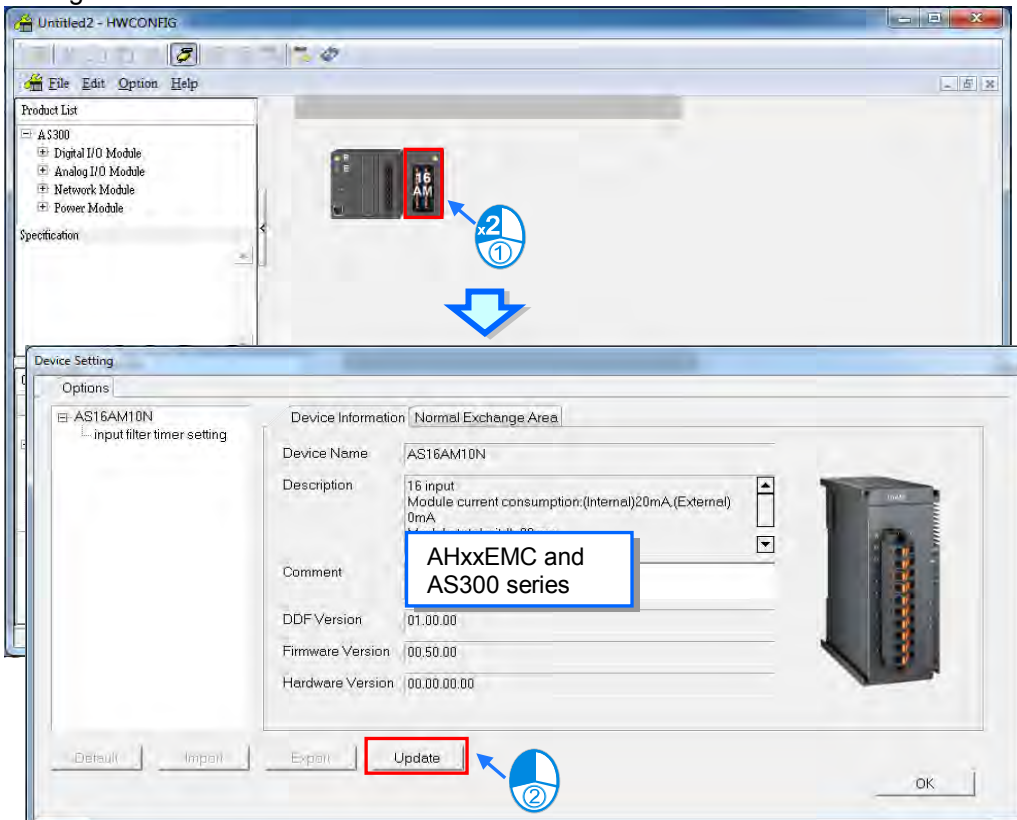 Untitled2 - HWCONFIG
File Edit Option Help
Product List
AS300
Digital I/O Module
Analog I/O Module
Network Module
Power Module
Specification
16
AM
x2
①
Device Setting
Options
AS16AM10N
input filter timer setting
Device Information Normal Exchange Area
Device Name AS16AM10N
Description 16 input
Module current consumption:(Internal)20mA,(External)
0mA
AHxxEMC and
AS300 series
Comment
DDF Version 01.00.00
Firmware Version 00.50.00
Hardware Version 00.00.00.00
Default Import Export Update
②
OK